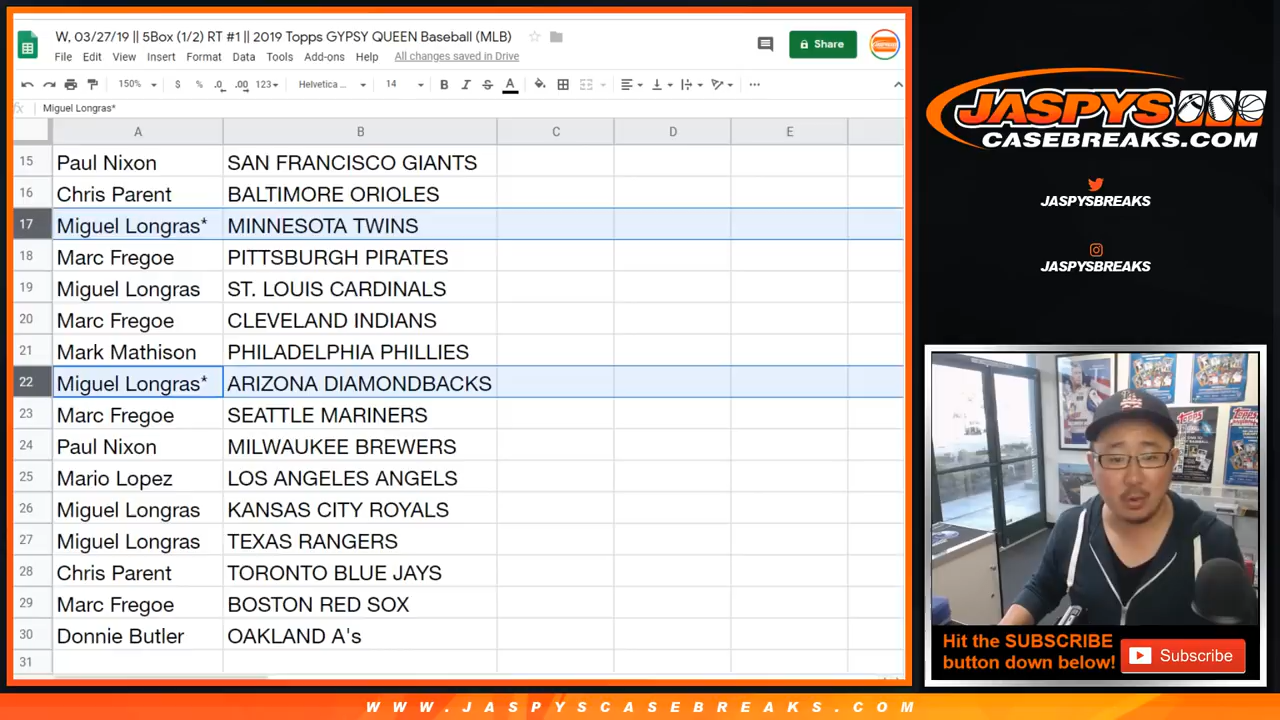 W, 03/27/19 || 5Box (1/2) RT #1 || 2019 Topps GYPSY QUEEN Baseball (MLB)
File Edit View Insert Format Data Tools Add-ons Help All changes saved in Drive
Share
150% $ % .0 .00 123 Helvetica ... 14 B I S A
fx Miguel Longras*
A B C D E
15 Paul Nixon SAN FRANCISCO GIANTS
16 Chris Parent BALTIMORE ORIOLES
17 Miguel Longras* MINNESOTA TWINS
18 Marc Fregoe PITTSBURGH PIRATES
19 Miguel Longras ST. LOUIS CARDINALS
20 Marc Fregoe CLEVELAND INDIANS
21 Mark Mathison PHILADELPHIA PHILLIES
22 Miguel Longras* ARIZONA DIAMONDBACKS
23 Marc Fregoe SEATTLE MARINERS
24 Paul Nixon MILWAUKEE BREWERS
25 Mario Lopez LOS ANGELES ANGELS
26 Miguel Longras KANSAS CITY ROYALS
27 Miguel Longras TEXAS RANGERS
28 Chris Parent TORONTO BLUE JAYS
29 Marc Fregoe BOSTON RED SOX
30 Donnie Butler OAKLAND A's
31
JASPYS
CASEBREAKS.COM
JASPYSBREAKS
JASPYSBREAKS
TOPPS
Hit the SUBSCRIBE
button down below!
Subscribe
WWW.JASPYSCASEBREAKS.COM